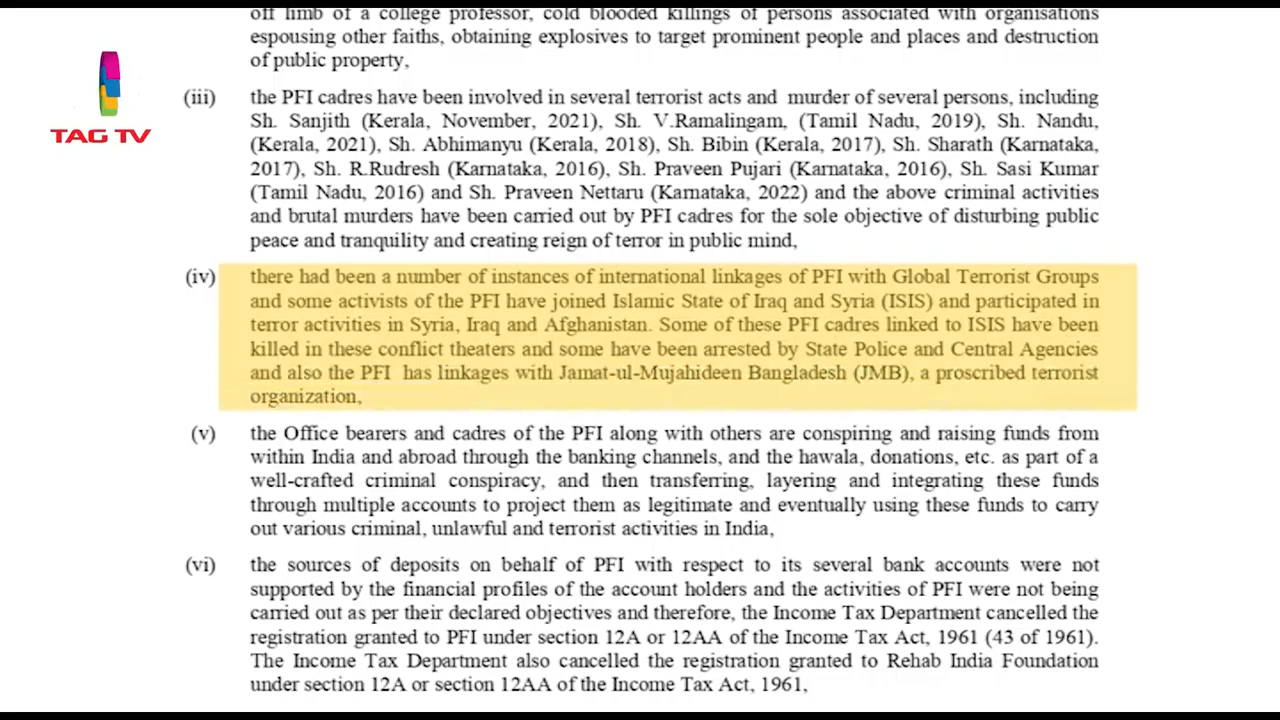 off limb of a college professor, cold blooded killings of persons associated with organisations
espousing other faiths, obtaining explosives to target prominent people and places and destruction
of public property,
TAG TV
(iii) the PFI cadres have been involved in several terrorist acts and murder of several persons, including
Sh. Sanjith (Kerala, November, 2021), Sh. V.Ramalingam, (Tamil Nadu, 2019), Sh. Nandu,
(Kerala, 2021), Sh. Abhimanyu (Kerala, 2018), Sh. Bibin (Kerala, 2017), Sh. Sharath (Karnataka,
2017), Sh. R.Rudresh (Karnataka, 2016), Sh. Praveen Pujari (Karnataka, 2016), Sh. Sasi Kumar
(Tamil Nadu, 2016) and Sh. Praveen Nettaru (Karnataka, 2022) and the above criminal activities
and brutal murders have been carried out by PFI cadres for the sole objective of disturbing public
peace and tranquility and creating reign of terror in public mind,
(iv) there had been a number of instances of international linkages of PFI with Global Terrorist Groups
and some activists of the PFI have joined Islamic State of Iraq and Syria (ISIS) and participated in
terror activities in Syria, Iraq and Afghanistan. Some of these PFI cadres linked to ISIS have been
killed in these conflict theaters and some have been arrested by State Police and Central Agencies
and also the PFI has linkages with Jamat-ul-Mujahideen Bangladesh (JMB), a proscribed terrorist
organization,
(v) the Office bearers and cadres of the PFI along with others are conspiring and raising funds from
within India and abroad through the banking channels, and the hawala, donations, etc. as part of a
well-crafted criminal conspiracy, and then transferring, layering and integrating these funds
through multiple accounts to project them as legitimate and eventually using these funds to carry
out various criminal, unlawful and terrorist activities in India,
(vi) the sources of deposits on behalf of PFI with respect to its several bank accounts were not
supported by the financial profiles of the account holders and the activities of PFI were not being
carried out as per their declared objectives and therefore, the Income Tax Department cancelled the
registration granted to PFI under section 12A or 12AA of the Income Tax Act, 1961 (43 of 1961).
The Income Tax Department also cancelled the registration granted to Rehab India Foundation
under section 12A or section 12AA of the Income Tax Act, 1961,